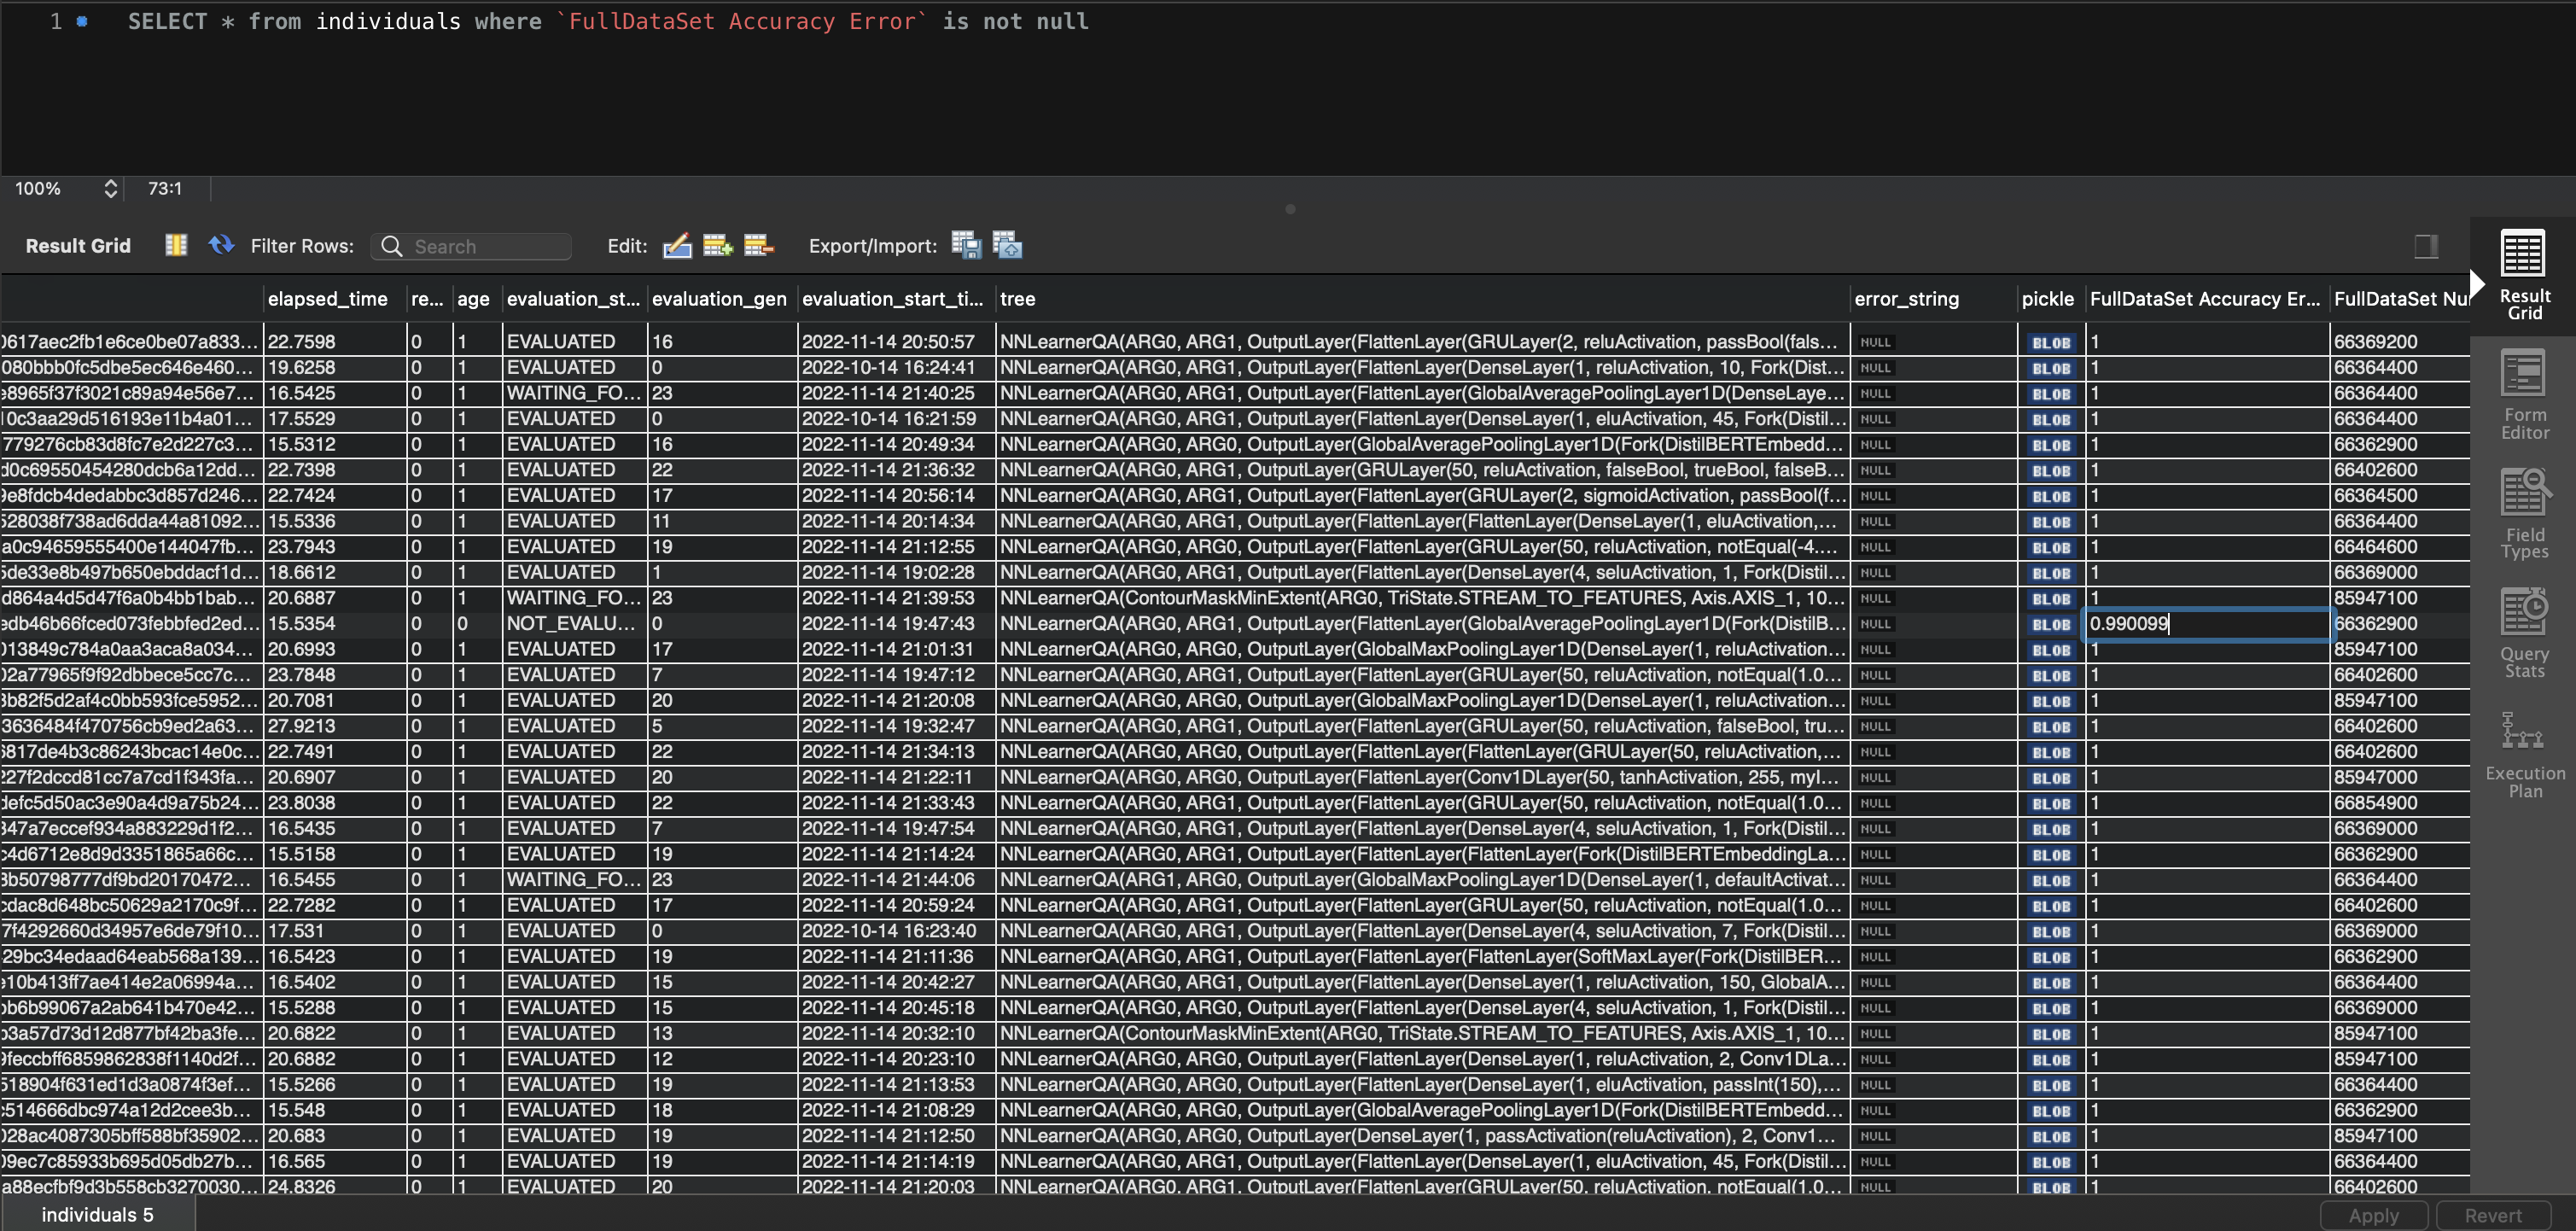 1 SELECT * from individuals where `FullDataSet Accuracy Error` is not null
100% 73:1
Result Grid Filter Rows: Search Edit: Export/Import:
elapsed_time re... age evaluation_st... evaluation_gen evaluation_start_ti... tree error_string pickle FullDataSet Accuracy Er... FullDataSet Nu
0617aec2fb1e6ce0be07a833... 22.7598 0 1 EVALUATED 16 2022-11-14 20:50:57 NNLearnerQA(ARG0, ARG1, OutputLayer(FlattenLayer(GRULayer(2, reluActivation, passBool(fals... NULL BLOB 1 66369200
080bbb0fc5dbe5ec646e460... 19.6258 0 1 EVALUATED 0 2022-10-14 16:24:41 NNLearnerQA(ARG0, ARG1, OutputLayer(FlattenLayer(DenseLayer(1, reluActivation, 10, Fork(Dist... NULL BLOB 1 66364400
e8965f37f3021c89a94e56e7... 16.5425 0 1 WAITING_FO... 23 2022-11-14 21:40:25 NNLearnerQA(ARG0, ARG1, OutputLayer(FlattenLayer(GlobalAveragePoolingLayer1D(DenseLaye... NULL BLOB 1 66364400
10c3aa29d516193e11b4a01... 17.5529 0 1 EVALUATED 0 2022-10-14 16:21:59 NNLearnerQA(ARG0, ARG1, OutputLayer(FlattenLayer(DenseLayer(1, eluActivation, 45, Fork(Distil... NULL BLOB 1 66364400
779276cb83d8fc7e2d227c3... 15.5312 0 1 EVALUATED 16 2022-11-14 20:49:34 NNLearnerQA(ARG0, ARG0, OutputLayer(GlobalAveragePoolingLayer1D(Fork(DistilBERTEmbedd... NULL BLOB 1 66362900
d0c69550454280dcb6a12dd... 22.7398 0 1 EVALUATED 22 2022-11-14 21:36:32 NNLearnerQA(ARG0, ARG1, OutputLayer(GRULayer(50, reluActivation, falseBool, trueBool, falseB... NULL BLOB 1 66402600
9e8fdcb4dedabbc3d857d246... 22.7424 0 1 EVALUATED 17 2022-11-14 20:56:14 NNLearnerQA(ARG0, ARG1, OutputLayer(FlattenLayer(GRULayer(2, sigmoidActivation, passBool(f... NULL BLOB 1 66364500
528038f738ad6dda44a81092... 15.5336 0 1 EVALUATED 11 2022-11-14 20:14:34 NNLearnerQA(ARG0, ARG1, OutputLayer(FlattenLayer(FlattenLayer(DenseLayer(1, eluActivation,... NULL BLOB 1 66364400
a0c94659555400e144047fb... 23.7943 0 1 EVALUATED 19 2022-11-14 21:12:55 NNLearnerQA(ARG0, ARG0, OutputLayer(FlattenLayer(GRULayer(50, reluActivation, notEqual(-4.... NULL BLOB 1 66464600
5de33e8b497b650ebddacf1d... 18.6612 0 1 EVALUATED 1 2022-11-14 19:02:28 NNLearnerQA(ARG0, ARG1, OutputLayer(FlattenLayer(DenseLayer(4, seluActivation, 1, Fork(Distil... NULL BLOB 1 66369000
d864a4d5d47f6a0b4bb1bab... 20.6887 0 1 WAITING_FO... 23 2022-11-14 21:39:53 NNLearnerQA(ContourMaskMinExtent(ARG0, TriState.STREAM_TO_FEATURES, Axis.AXIS_1, 10... NULL BLOB 1 85947100
edb46b66fced073febbfed2ed... 15.5354 0 0 NOT_EVALU... 0 2022-11-14 19:47:43 NNLearnerQA(ARG0, ARG1, OutputLayer(FlattenLayer(GlobalAveragePoolingLayer1D(Fork(DistilB... NULL BLOB 0.990099 66362900
013849c784a0aa3aca8a034... 20.6993 0 1 EVALUATED 17 2022-11-14 21:01:31 NNLearnerQA(ARG0, ARG0, OutputLayer(GlobalMaxPoolingLayer1D(DenseLayer(1, reluActivation... NULL BLOB 1 85947100
02a77965f9f92dbbece5cc7c... 23.7848 0 1 EVALUATED 7 2022-11-14 19:47:12 NNLearnerQA(ARG0, ARG1, OutputLayer(FlattenLayer(GRULayer(50, reluActivation, notEqual(1.0... NULL BLOB 1 66402600
3b82f5d2af4c0bb593fce5952... 20.7081 0 1 EVALUATED 20 2022-11-14 21:20:08 NNLearnerQA(ARG0, ARG0, OutputLayer(GlobalMaxPoolingLayer1D(DenseLayer(1, reluActivation... NULL BLOB 1 85947100
3636484f470756cb9ed2a63... 27.9213 0 1 EVALUATED 5 2022-11-14 19:32:47 NNLearnerQA(ARG0, ARG1, OutputLayer(FlattenLayer(GRULayer(50, reluActivation, falseBool, tru... NULL BLOB 1 66402600
6817de4b3c86243bcac14e0c... 22.7491 0 1 EVALUATED 22 2022-11-14 21:34:13 NNLearnerQA(ARG0, ARG0, OutputLayer(FlattenLayer(FlattenLayer(GRULayer(50, reluActivation,... NULL BLOB 1 66402600
227f2dccd81cc7a7cd1f343fa... 20.6907 0 1 EVALUATED 20 2022-11-14 21:22:11 NNLearnerQA(ARG0, ARG0, OutputLayer(FlattenLayer(Conv1DLayer(50, tanhActivation, 255, myI... NULL BLOB 1 85947000
defc5d50ac3e90a4d9a75b24... 23.8038 0 1 EVALUATED 22 2022-11-14 21:33:43 NNLearnerQA(ARG0, ARG0, OutputLayer(FlattenLayer(GRULayer(50, reluActivation, notEqual(1.0... NULL BLOB 1 66854900
347a7eccef934a883229d1f2... 16.5435 0 1 EVALUATED 7 2022-11-14 19:47:54 NNLearnerQA(ARG0, ARG1, OutputLayer(FlattenLayer(DenseLayer(4, seluActivation, 1, Fork(Distil... NULL BLOB 1 66369000
c4d6712e8d9d3351865a66c... 15.5158 0 1 EVALUATED 19 2022-11-14 21:14:24 NNLearnerQA(ARG0, ARG1, OutputLayer(FlattenLayer(FlattenLayer(Fork(DistilBERTEmbeddingLa... NULL BLOB 1 66362900
3b50798777df9bd20170472... 16.5455 0 1 WAITING_FO... 23 2022-11-14 21:44:06 NNLearnerQA(ARG1, ARG0, OutputLayer(GlobalMaxPoolingLayer1D(DenseLayer(1, defaultActivat... NULL BLOB 1 66364400
cdac8d648bc50629a2170c9f... 22.7282 0 1 EVALUATED 17 2022-11-14 20:59:24 NNLearnerQA(ARG0, ARG1, OutputLayer(FlattenLayer(GRULayer(50, reluActivation, notEqual(1.0... NULL BLOB 1 66402600
7f4292660d34957e6de79f10... 17.531 0 1 EVALUATED 0 2022-10-14 16:23:40 NNLearnerQA(ARG0, ARG1, OutputLayer(FlattenLayer(DenseLayer(4, seluActivation, 7, Fork(Distil... NULL BLOB 1 66369000
29bc34edaad64eab568a139... 16.5423 0 1 EVALUATED 19 2022-11-14 21:11:36 NNLearnerQA(ARG0, ARG1, OutputLayer(FlattenLayer(FlattenLayer(SoftMaxLayer(Fork(DistilBER... NULL BLOB 1 66362900
e10b413ff7ae414e2a06994a... 16.5402 0 1 EVALUATED 15 2022-11-14 20:42:27 NNLearnerQA(ARG0, ARG1, OutputLayer(FlattenLayer(DenseLayer(1, reluActivation, 150, GlobalA... NULL BLOB 1 66364400
bb6b99067a2ab641b470e42... 15.5288 0 1 EVALUATED 15 2022-11-14 20:45:18 NNLearnerQA(ARG0, ARG0, OutputLayer(FlattenLayer(DenseLayer(4, seluActivation, 1, Fork(Distil... NULL BLOB 1 66369000
b3a57d73d12d877bf42ba3fe... 20.6822 0 1 EVALUATED 13 2022-11-14 20:32:10 NNLearnerQA(ContourMaskMinExtent(ARG0, TriState.STREAM_TO_FEATURES, Axis.AXIS_1, 10... NULL BLOB 1 85947100
9feccbff6859862838f1140d2f... 20.6882 0 1 EVALUATED 12 2022-11-14 20:23:10 NNLearnerQA(ARG0, ARG0, OutputLayer(FlattenLayer(DenseLayer(1, reluActivation, 2, Conv1DLa... NULL BLOB 1 85947100
518904f631ed1d3a0874f3ef... 15.5266 0 1 EVALUATED 19 2022-11-14 21:13:53 NNLearnerQA(ARG0, ARG0, OutputLayer(FlattenLayer(DenseLayer(1, eluActivation, passInt(150),... NULL BLOB 1 66364400
c514666dbc974a12d2cee3b... 15.548 0 1 EVALUATED 18 2022-11-14 21:08:29 NNLearnerQA(ARG0, ARG0, OutputLayer(GlobalAveragePoolingLayer1D(Fork(DistilBERTEmbedd... NULL BLOB 1 66362900
028ac4087305bff588bf35902... 20.683 0 1 EVALUATED 19 2022-11-14 21:12:50 NNLearnerQA(ARG0, ARG0, OutputLayer(DenseLayer(1, passActivation(reluActivation), 2, Conv1... NULL BLOB 1 85947100
09ec7c85933b695d05db27b... 16.565 0 1 EVALUATED 19 2022-11-14 21:14:19 NNLearnerQA(ARG0, ARG1, OutputLayer(FlattenLayer(DenseLayer(1, eluActivation, 45, Fork(Distil... NULL BLOB 1 66364400
a88ecfbf9d3b558cb3270030... 24.8326 0 1 EVALUATED 20 2022-11-14 21:20:03 NNLearnerQA(ARG0, ARG1, OutputLayer(FlattenLayer(GRULayer(50, reluActivation, notEqual(1.0... NULL BLOB 1 66402600
Result
Grid
Form
Editor
Field
Types
Query
Stats
Execution
Plan
individuals 5 Apply Revert